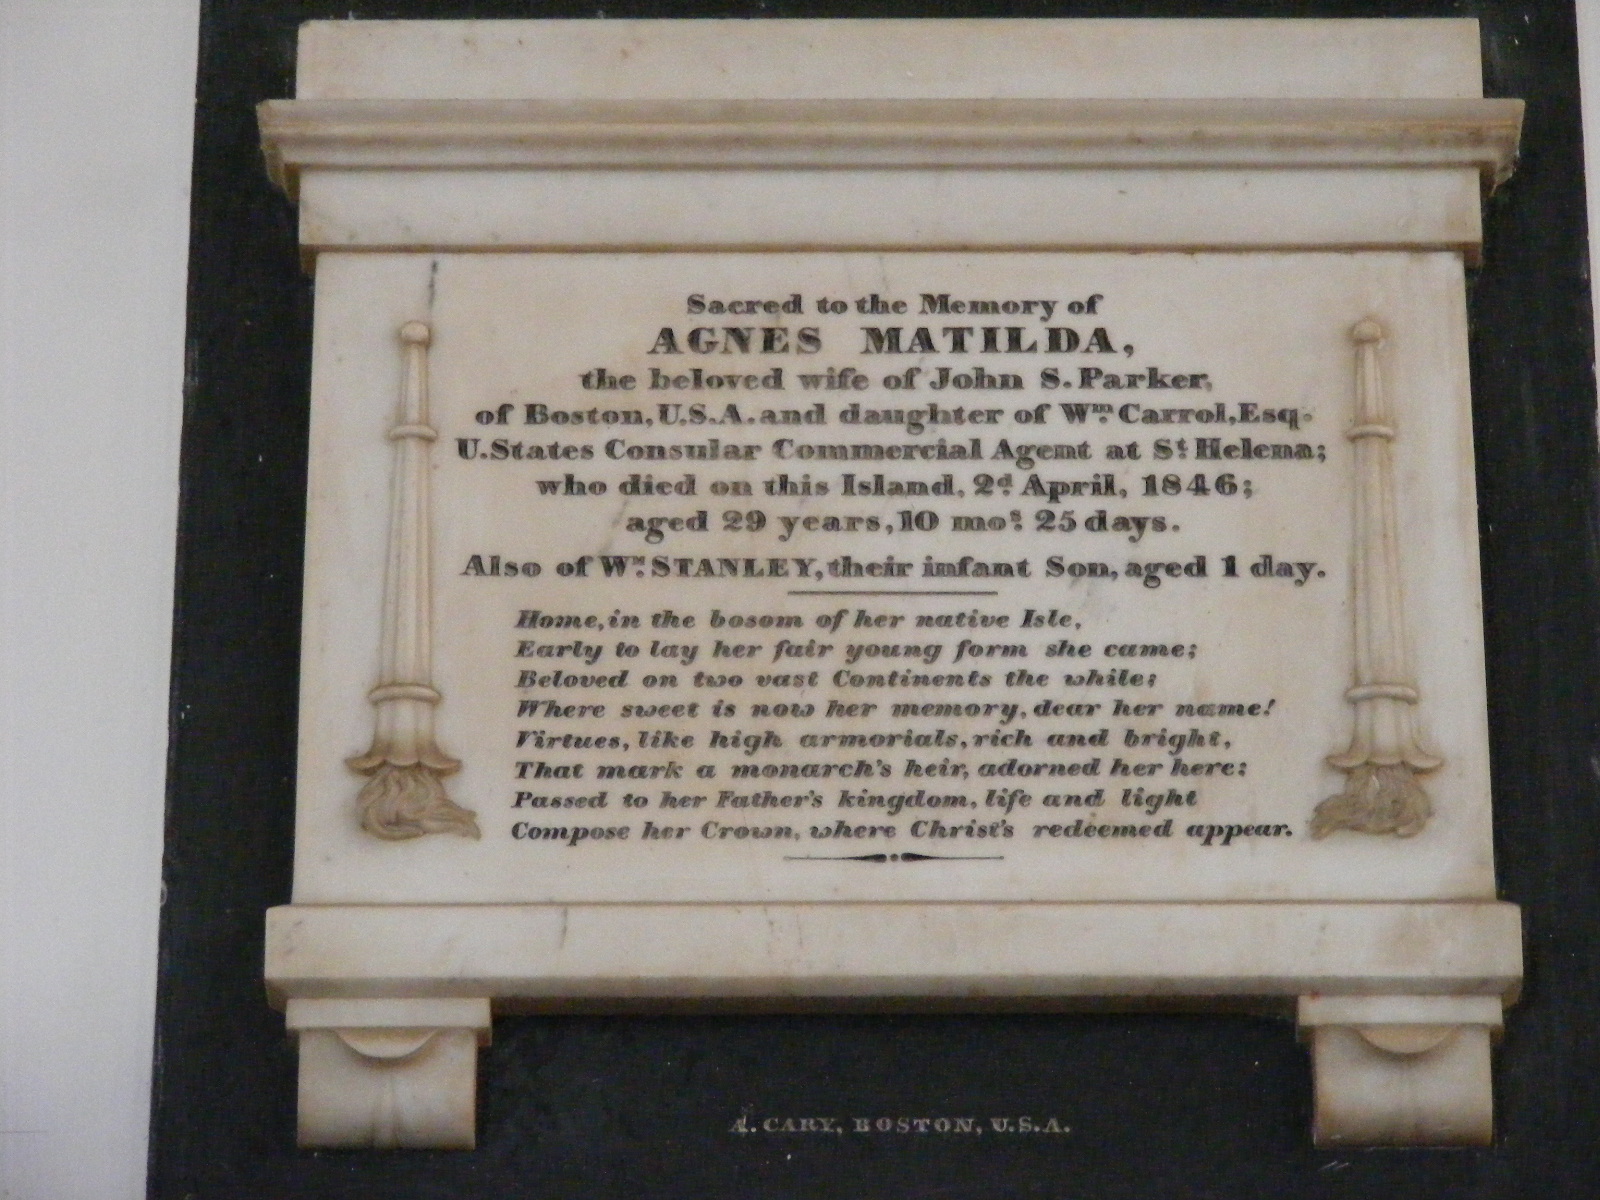 Sacred to the Memory of
AGNES MATILDA,
the beloved wife of John S. Parker,
of Boston, U.S.A. and daughter of Wm. Carrol, Esq.
U. States Consular Commercial Agent at St. Helena;
who died on this Island, 2d. April, 1846;
aged 29 years, 10 mos. 25 days.
Also of Wm. STANLEY, their infant Son, aged 1 day.
Home, in the bosom of her native Isle,
Early to lay her fair young form she came;
Beloved on two vast Continents the while;
Where sweet is now her memory, dear her name!
Virtues, like high armorials, rich and bright,
That mark a monarch's heir, adorned her here;
Passed to her Father's kingdom, life and light
Compose her Crown, where Christ's redeemed appear.
A. CARY, BOSTON, U.S.A.